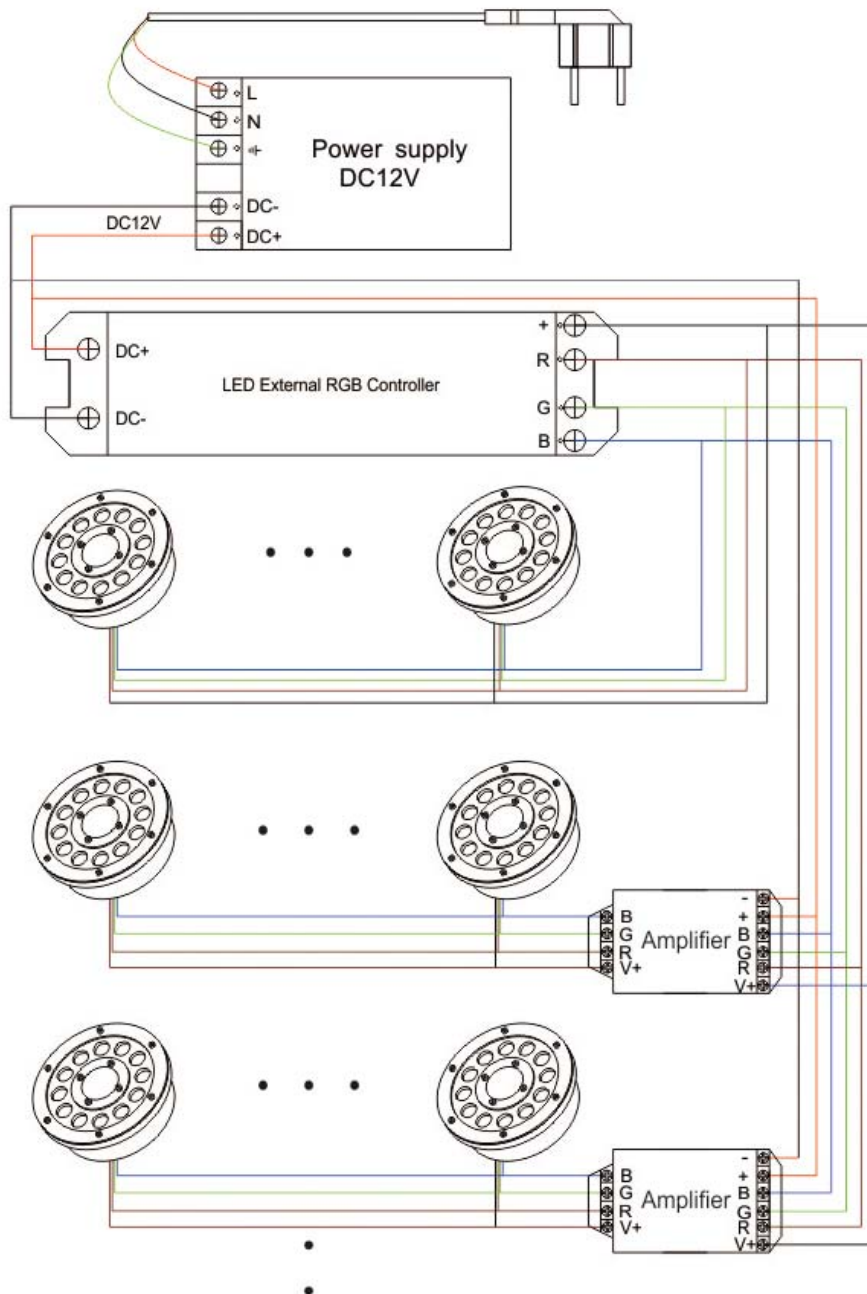 L
N
Power supply
DC12V
DC-
DC12V
DC+
+
DC+
R
LED External RGB Controller
G
DC-
B
-
B
+
G
Amplifier
B
R
G
V+
R
V+
-
B
+
G
Amplifier
B
R
G
V+
R
V+